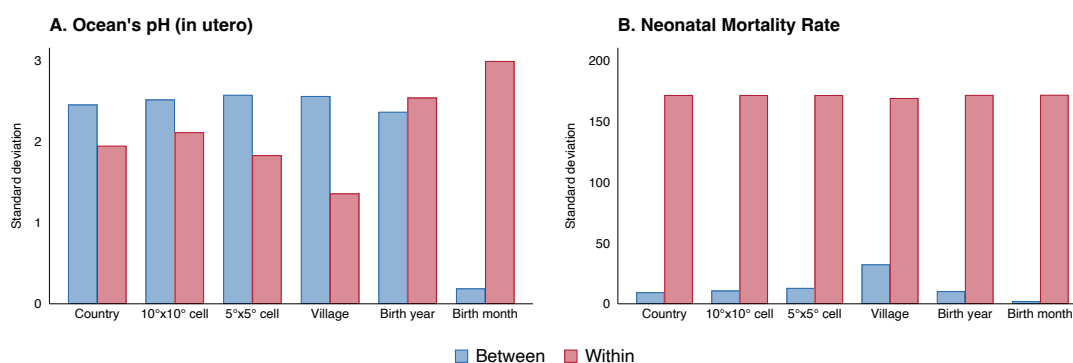 A. Ocean's pH (in utero)
Standard deviation
3
2
1
0
Country 10°x10° cell 5°x5° cell Village Birth year Birth month
B. Neonatal Mortality Rate
Standard deviation
200
150
100
50
0
Country 10°x10° cell 5°x5° cell Village Birth year Birth month
Between Within